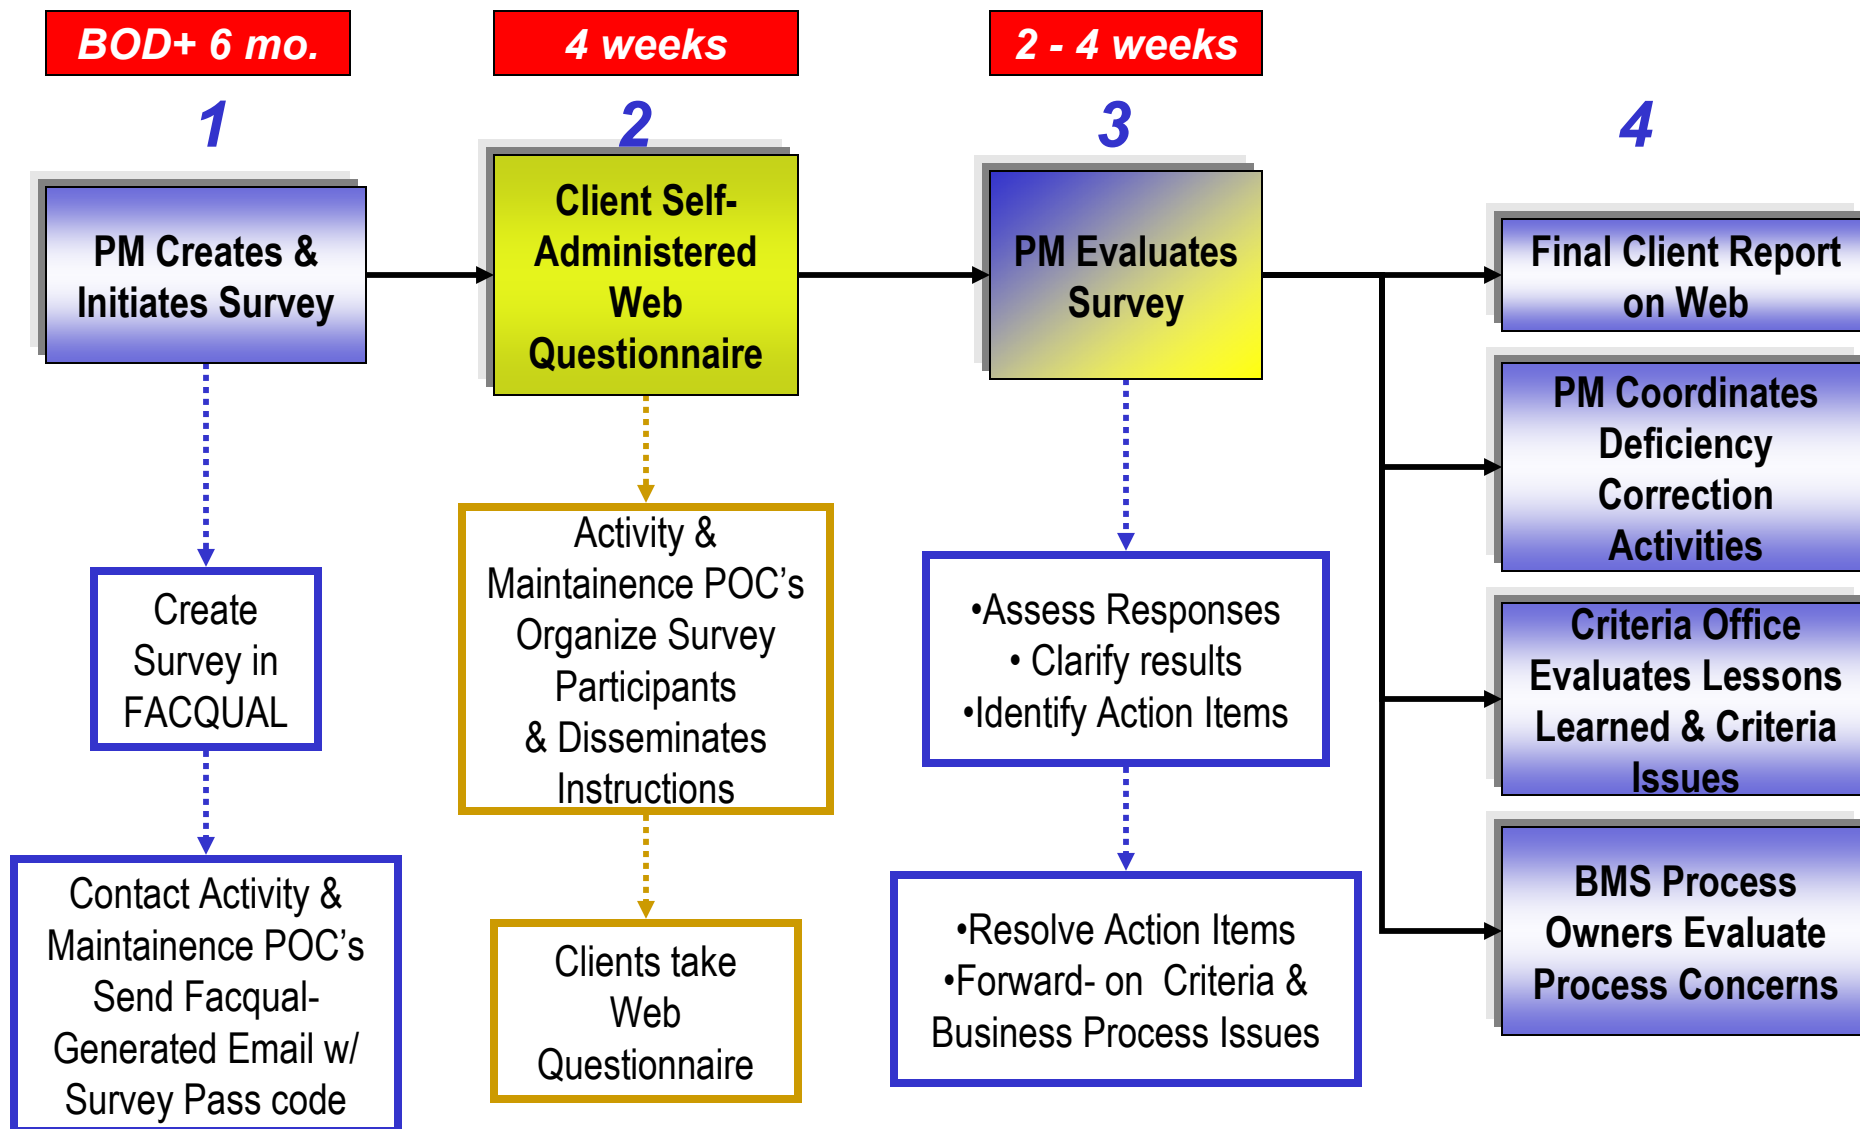 BOD+ 6 mo.
4 weeks
2 - 4 weeks
1
2
3
4
PM Creates &
Initiates Survey
Client Self-
Administered
Web
Questionnaire
PM Evaluates
Survey
Final Client Report
on Web
PM Coordinates
Deficiency
Correction
Activities
Criteria Office
Evaluates Lessons
Learned & Criteria
Issues
BMS Process
Owners Evaluate
Process Concerns
Create
Survey in
FACQUAL
Contact Activity &
Maintainence POC’s
Send Facqual-
Generated Email w/
Survey Pass code
Activity &
Maintainence POC’s
Organize Survey
Participants
& Disseminates
Instructions
Clients take
Web
Questionnaire
•Assess Responses
• Clarify results
•Identify Action Items
•Resolve Action Items
•Forward- on Criteria &
Business Process Issues